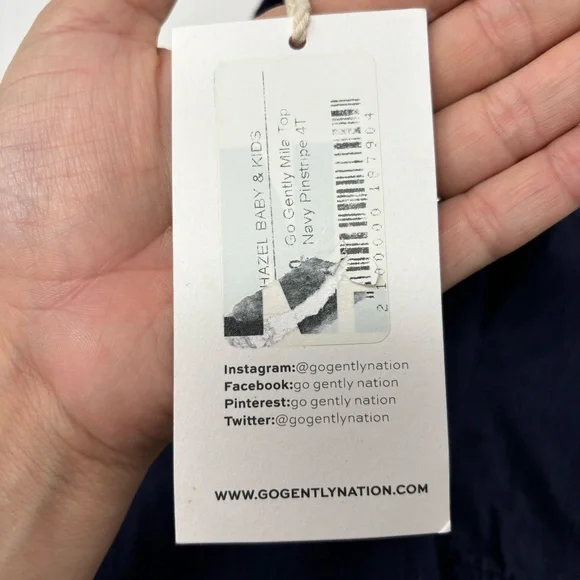 HAZEL BABY & KIDS
Go Gently Mila Top
Navy Pinstripe 4T
Instagram:@gogentlynation
Facebook:go gently nation
Pinterest:go gently nation
Twitter:@gogentlynation
WWW.GOGENTLYNATION.COM